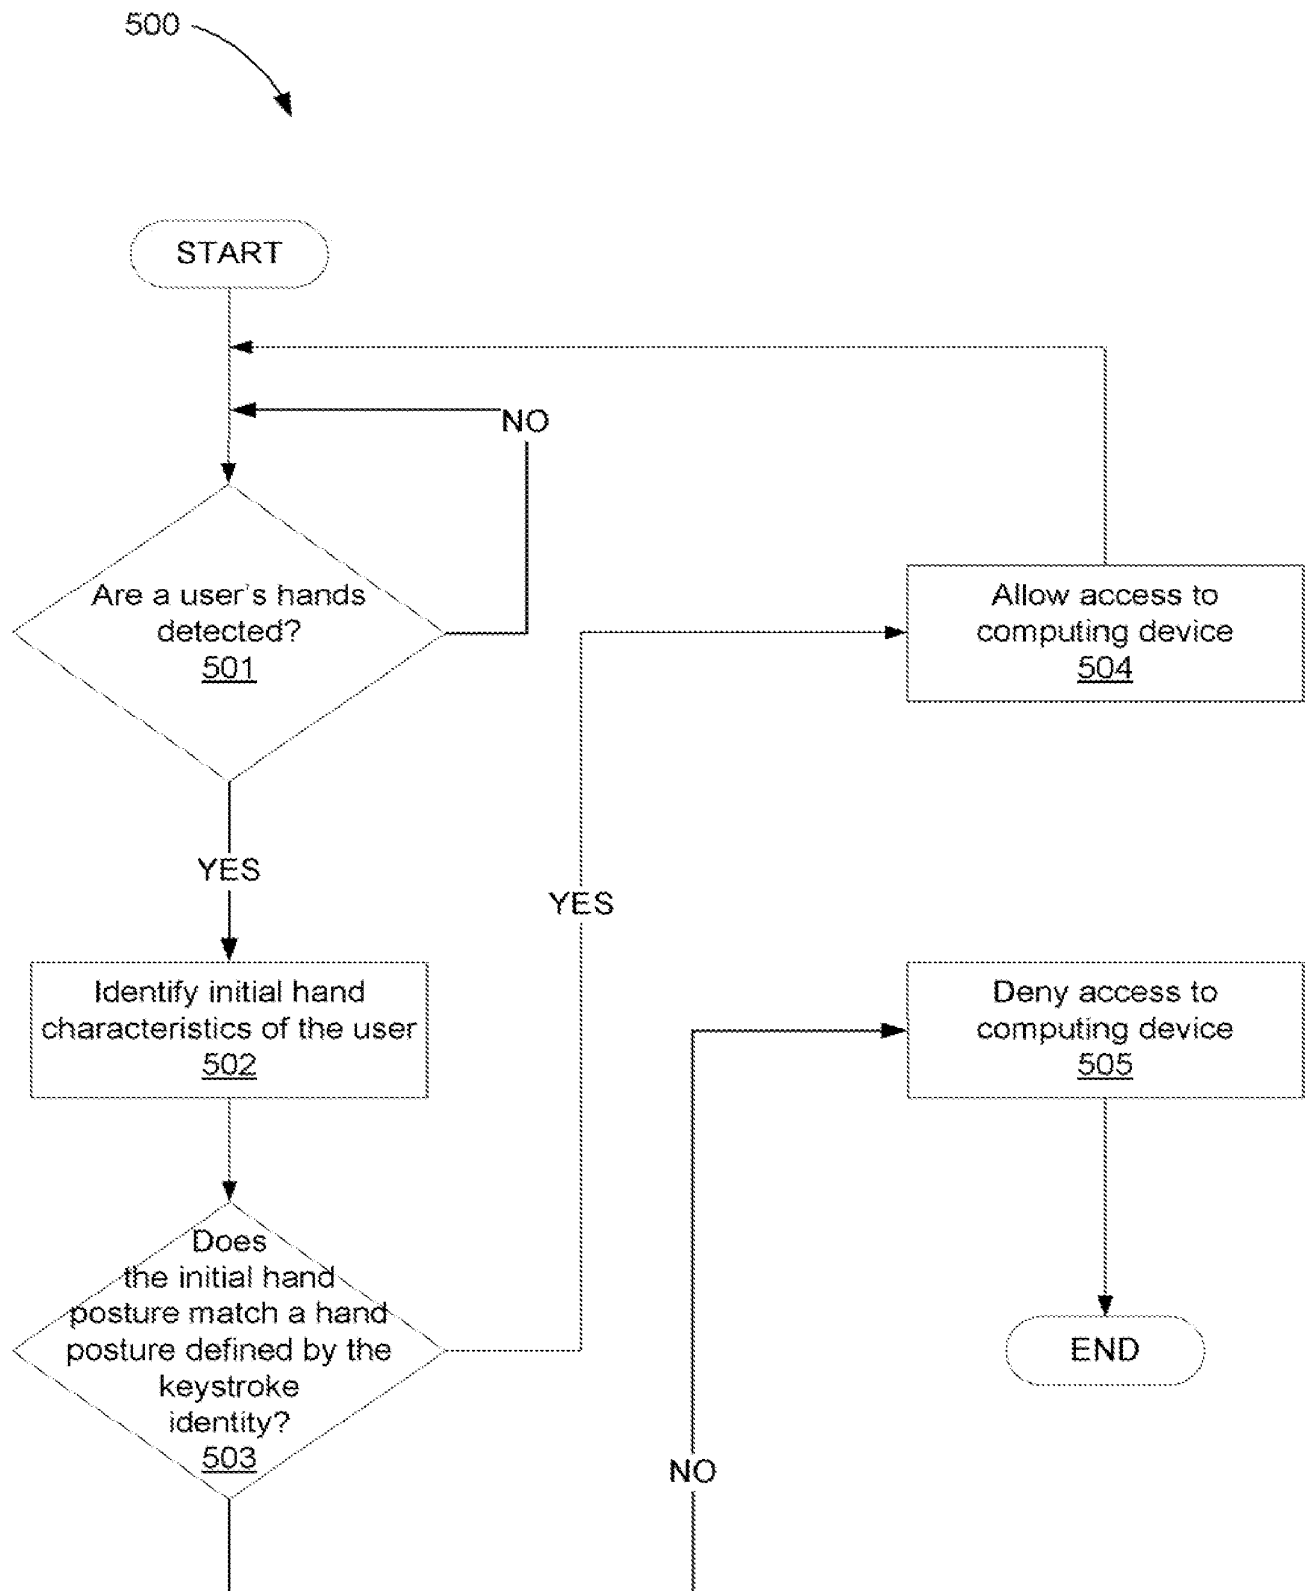 500
START
NO
Are a user's hands
detected?
501
Allow access to
computing device
504
YES
YES
Identify initial hand
characteristics of the user
502
Deny access to
computing device
505
Does
the initial hand
posture match a hand
posture defined by the
keystroke
identity?
503
END
NO